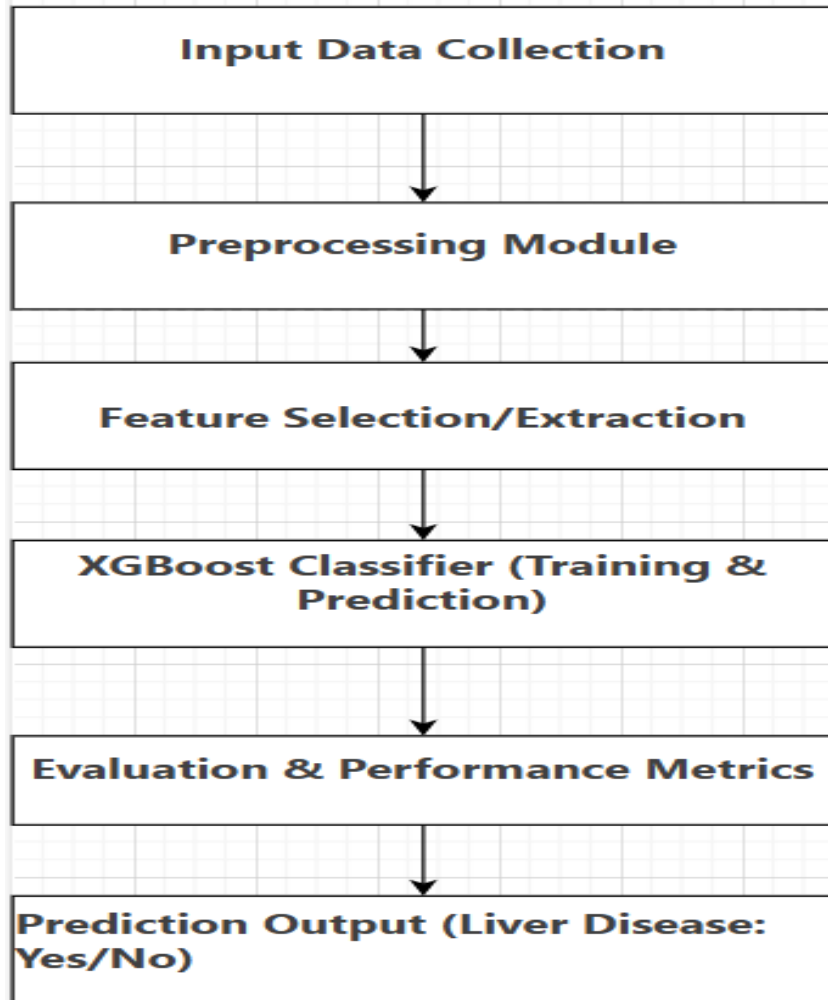 Input Data Collection
Preprocessing Module
Feature Selection/Extraction
XGBoost Classifier (Training &
Prediction)
Evaluation & Performance Metrics
Prediction Output (Liver Disease:
Yes/No)